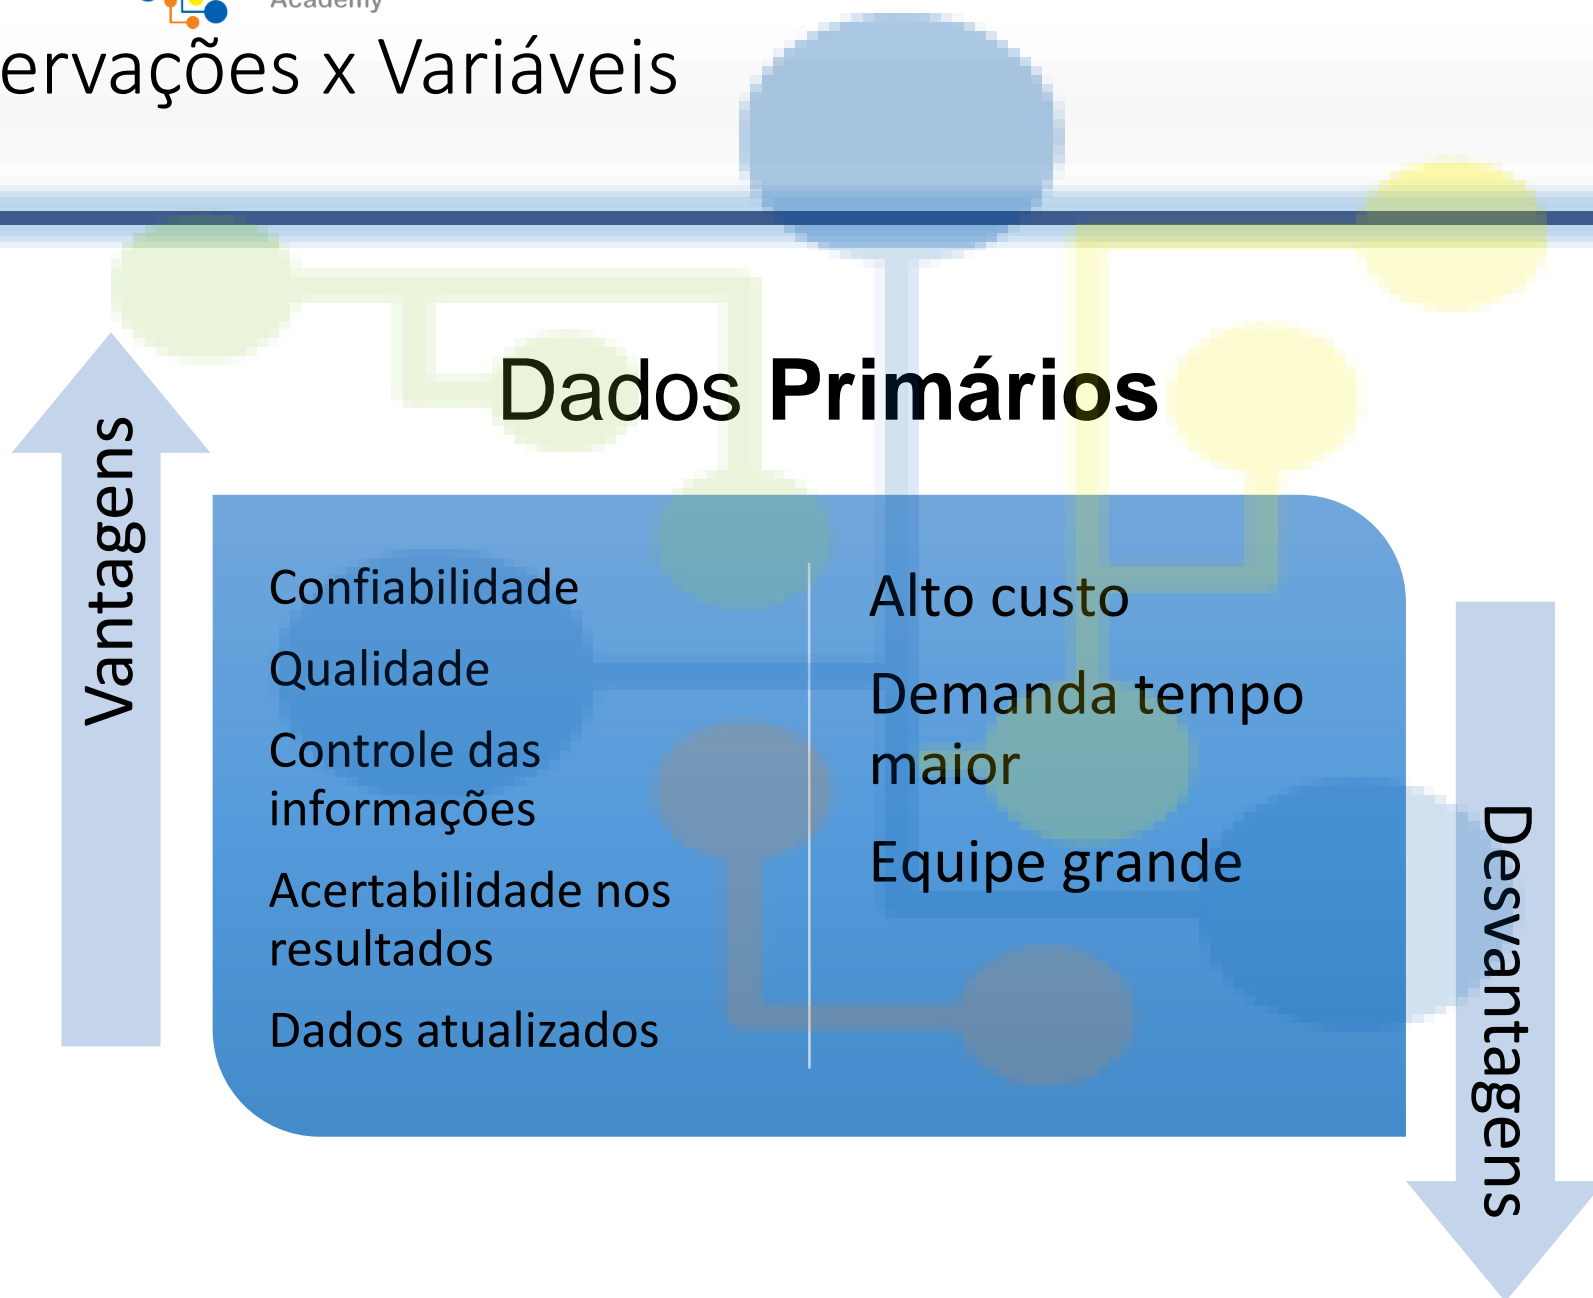 Academy
ervações x Variáveis
Dados Primários
Vantagens
Confiabilidade
Qualidade
Controle das
informações
Acertabilidade nos
resultados
Dados atualizados
Alto custo
Demanda tempo
maior
Equipe grande
Desvantagens